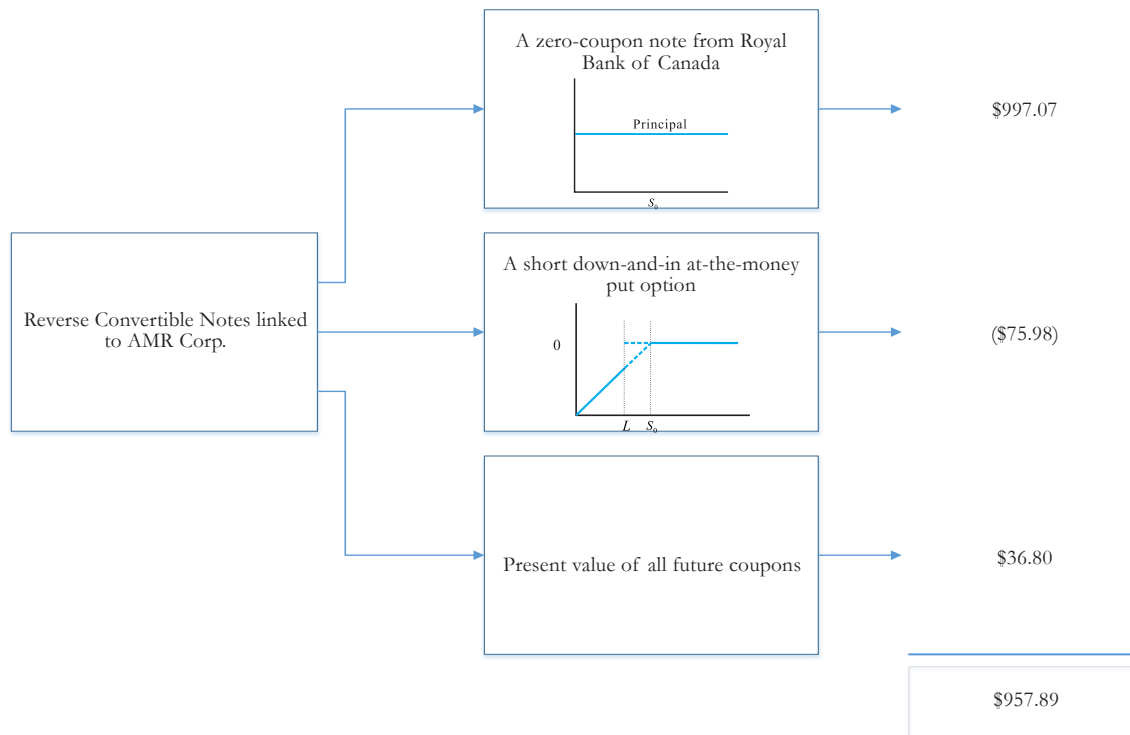 A zero-coupon note from Royal
Bank of Canada
Principal
S₀
$997.07
Reverse Convertible Notes linked
to AMR Corp.
A short down-and-in at-the-money
put option
0
L S₀
($75.98)
Present value of all future coupons
$36.80
$957.89